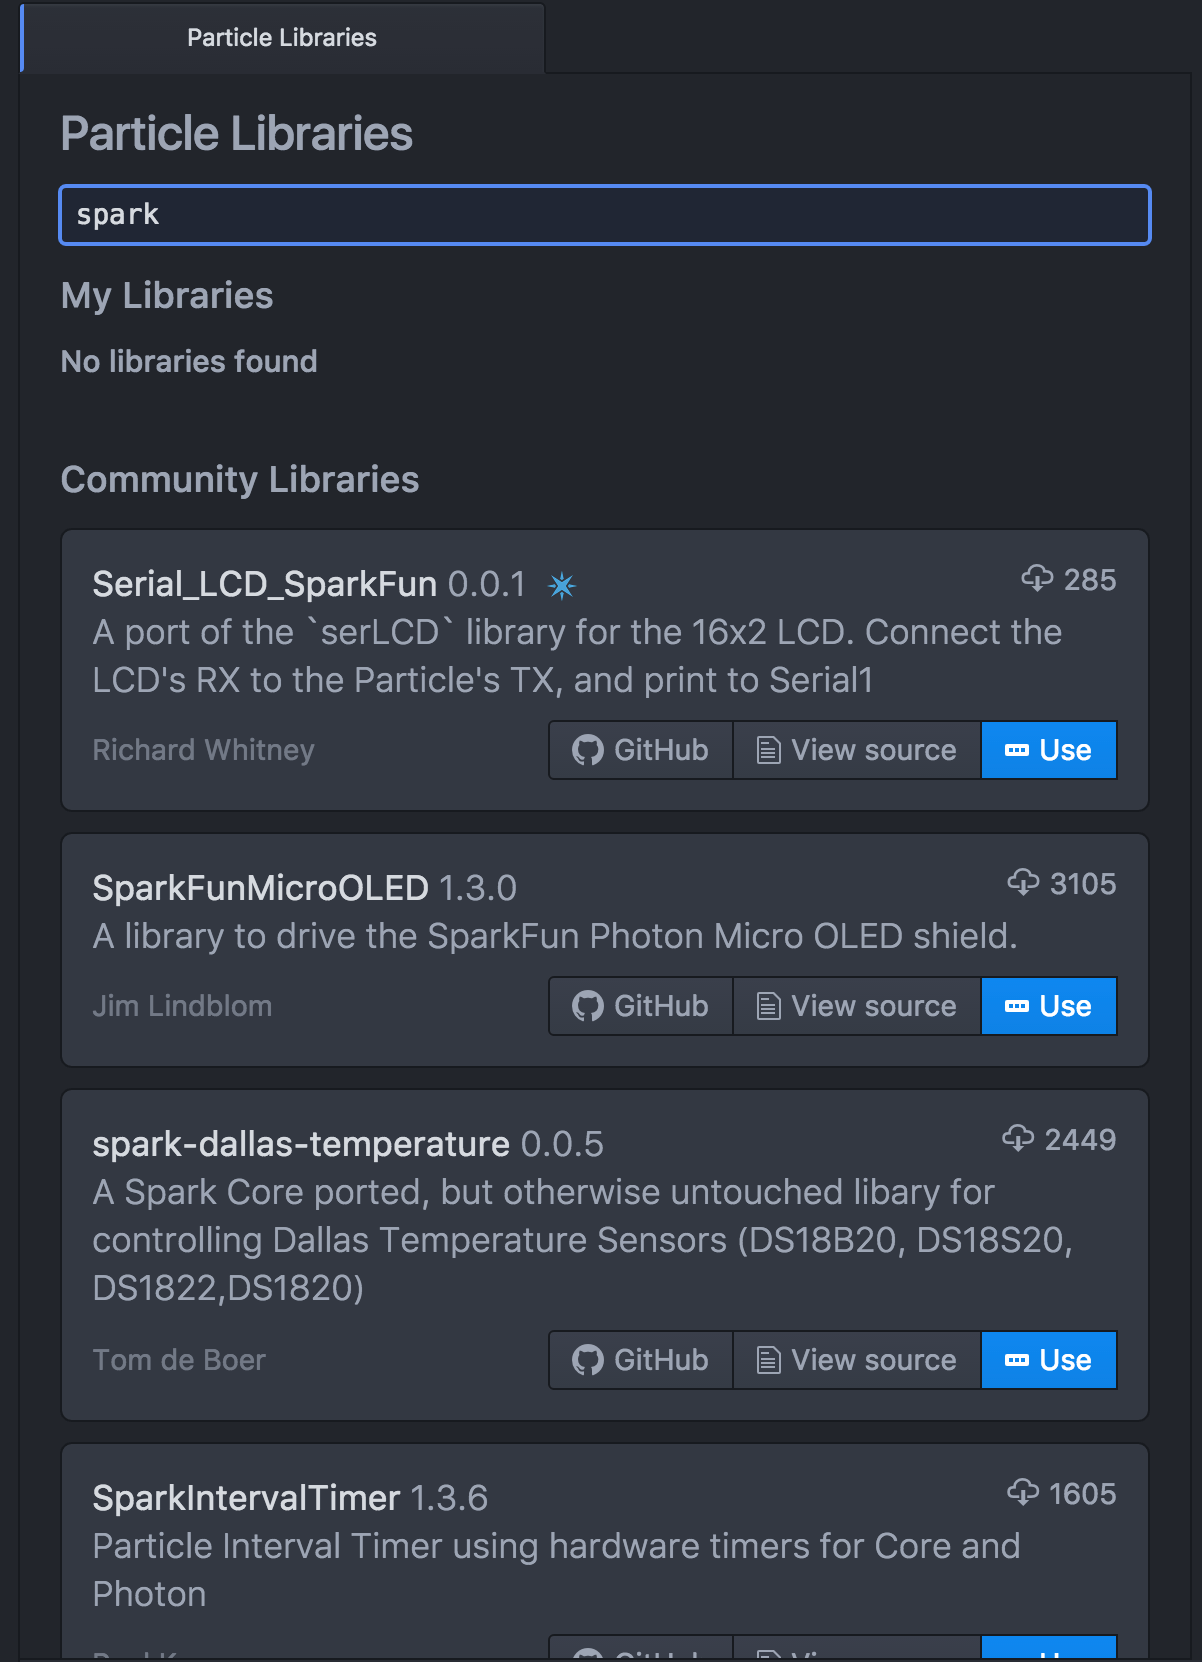 Particle Libraries
Particle Libraries
spark
My Libraries
No libraries found
Community Libraries
Serial_LCD_SparkFun 0.0.1
285
A port of the `serLCD` library for the 16x2 LCD. Connect the
LCD's RX to the Particle's TX, and print to Serial1
Richard Whitney
GitHub
View source
Use
SparkFunMicroOLED 1.3.0
3105
A library to drive the SparkFun Photon Micro OLED shield.
Jim Lindblom
GitHub
View source
Use
spark-dallas-temperature 0.0.5
2449
A Spark Core ported, but otherwise untouched libary for
controlling Dallas Temperature Sensors (DS18B20, DS18S20,
DS1822,DS1820)
Tom de Boer
GitHub
View source
Use
SparkIntervalTimer 1.3.6
1605
Particle Interval Timer using hardware timers for Core and
Photon